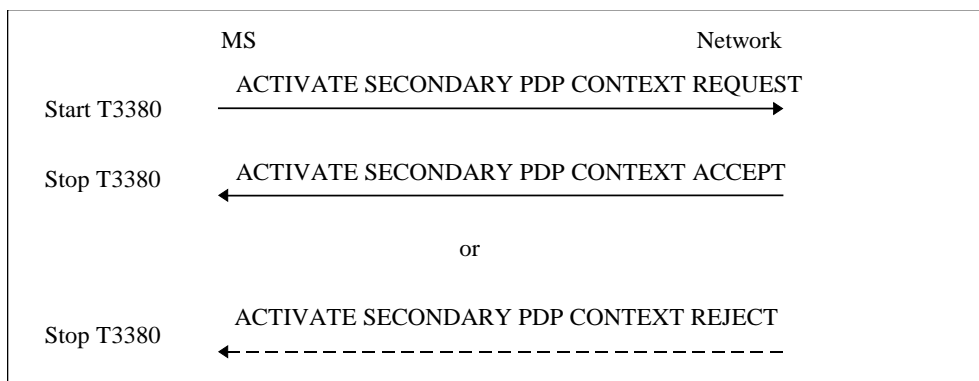 MS Network
ACTIVATE SECONDARY PDP CONTEXT REQUEST
Start T3380
ACTIVATE SECONDARY PDP CONTEXT ACCEPT
Stop T3380
or
ACTIVATE SECONDARY PDP CONTEXT REJECT
Stop T3380